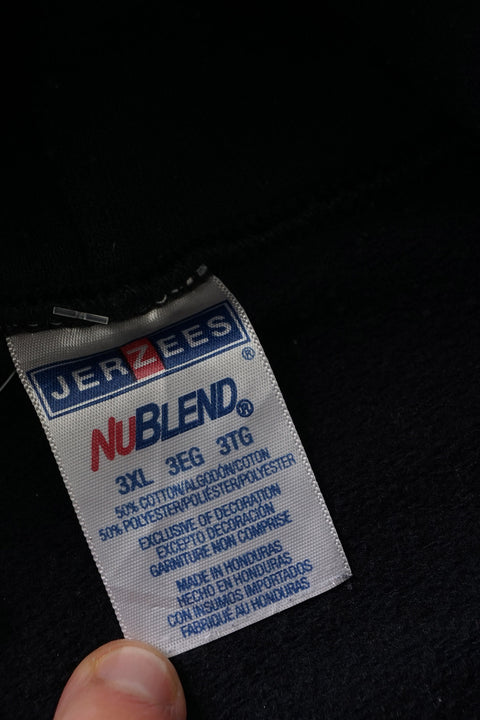 JERZEES®
NUBLEND®
3XL 3EG 3TG
50% COTTON/ALGODÓN/COTON
50% POLYESTER/POLIÉSTER/POLYESTER
EXCLUSIVE OF DECORATION
EXCEPTO DECORACIÓN
GARNITURE NON COMPRISE
MADE IN HONDURAS
HECHO EN HONDURAS
CON INSUMOS IMPORTADOS
FABRIQUÉ AU HONDURAS